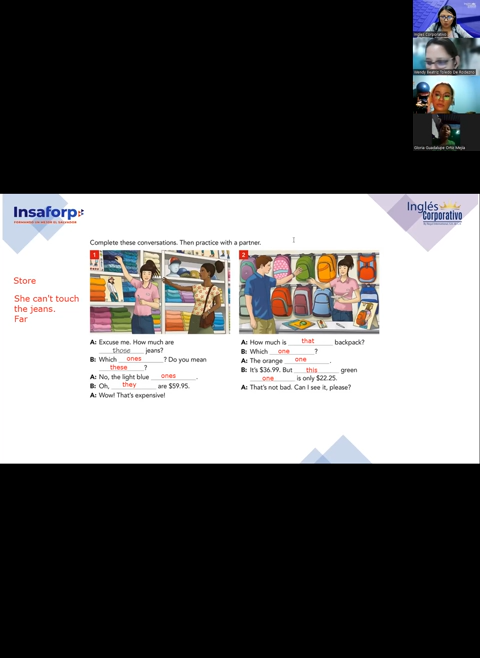 Inglés Corporativo
Wendy Beatriz Toledo De Rodezno
Gloria Guadalupe Ortiz Mejía
Insaforp
Inglés
Corporativo
Complete these conversations. Then practice with a partner.
Store
She can't touch
the jeans.
Far
1
A: Excuse me. How much are
those jeans?
B: Which ones ? Do you mean
these ?
A: No, the light blue ones .
B: Oh, they are $59.95.
A: Wow! That's expensive!
2
A: How much is that backpack?
B: Which one ?
A: The orange one .
B: It's $36.99. But this green
one is only $22.25.
A: That's not bad. Can I see it, please?